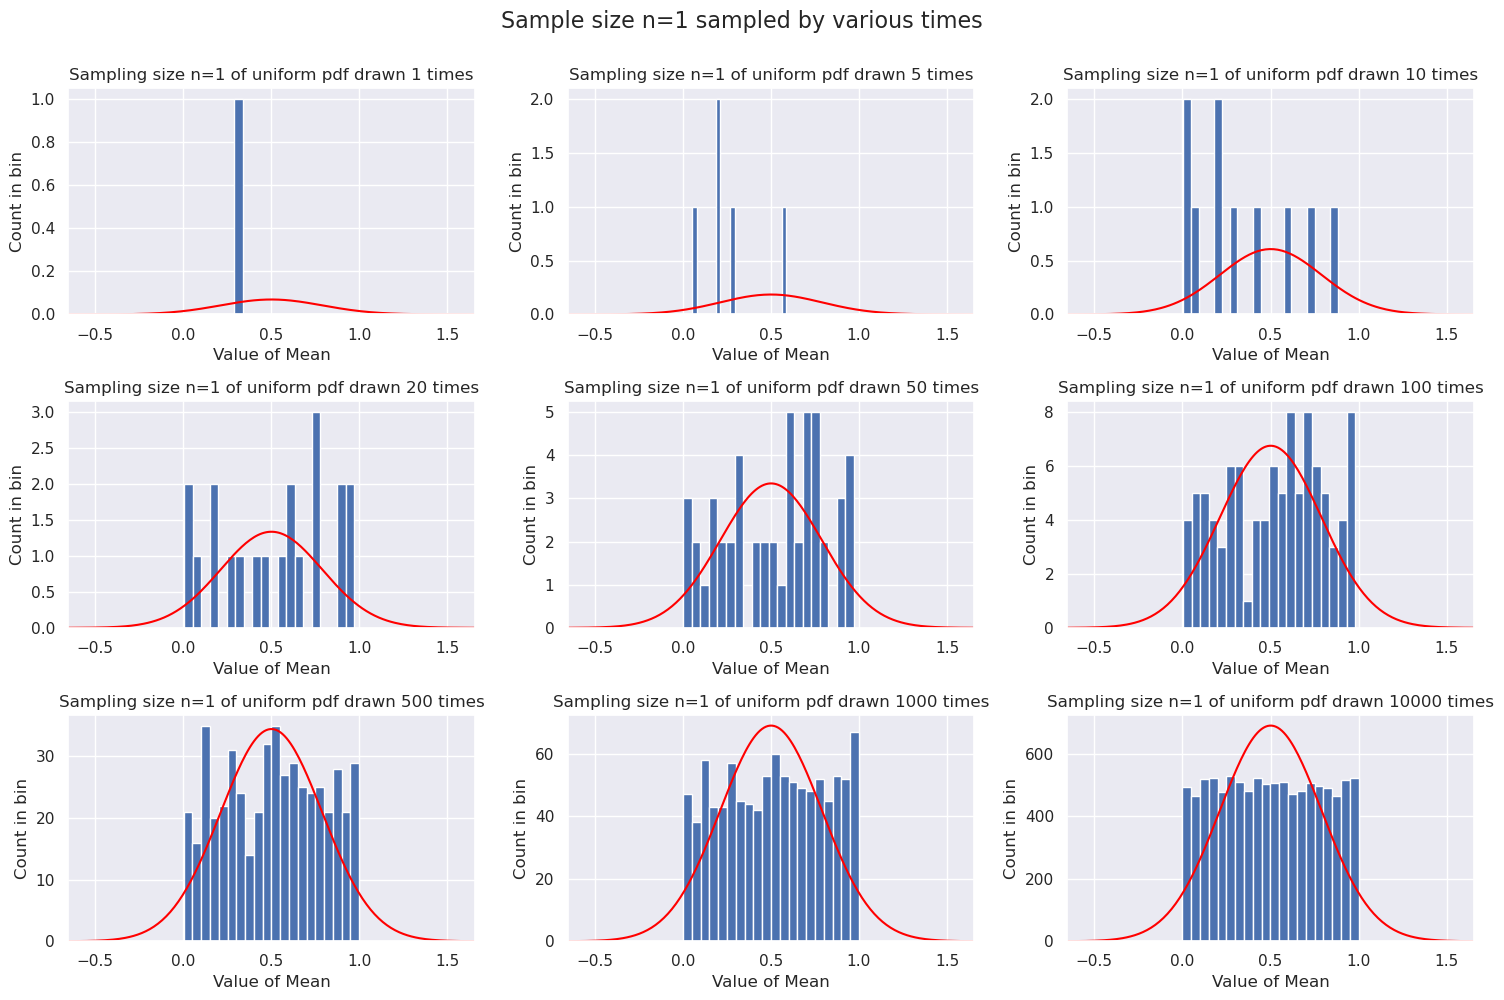 Sample size n=1 sampled by various times
Sampling size n=1 of uniform pdf drawn 1 times
1.0
0.8
0.6
0.4
0.2
0.0
Count in bin
−0.5 0.0 0.5 1.0 1.5
Value of Mean
Sampling size n=1 of uniform pdf drawn 5 times
2.0
1.5
1.0
0.5
0.0
Count in bin
−0.5 0.0 0.5 1.0 1.5
Value of Mean
Sampling size n=1 of uniform pdf drawn 10 times
2.0
1.5
1.0
0.5
0.0
Count in bin
−0.5 0.0 0.5 1.0 1.5
Value of Mean
Sampling size n=1 of uniform pdf drawn 20 times
3.0
2.5
2.0
1.5
1.0
0.5
0.0
Count in bin
−0.5 0.0 0.5 1.0 1.5
Value of Mean
Sampling size n=1 of uniform pdf drawn 50 times
5
4
3
2
1
0
Count in bin
−0.5 0.0 0.5 1.0 1.5
Value of Mean
Sampling size n=1 of uniform pdf drawn 100 times
8
6
4
2
0
Count in bin
−0.5 0.0 0.5 1.0 1.5
Value of Mean
Sampling size n=1 of uniform pdf drawn 500 times
30
20
10
0
Count in bin
−0.5 0.0 0.5 1.0 1.5
Value of Mean
Sampling size n=1 of uniform pdf drawn 1000 times
60
40
20
0
Count in bin
−0.5 0.0 0.5 1.0 1.5
Value of Mean
Sampling size n=1 of uniform pdf drawn 10000 times
600
400
200
0
Count in bin
−0.5 0.0 0.5 1.0 1.5
Value of Mean